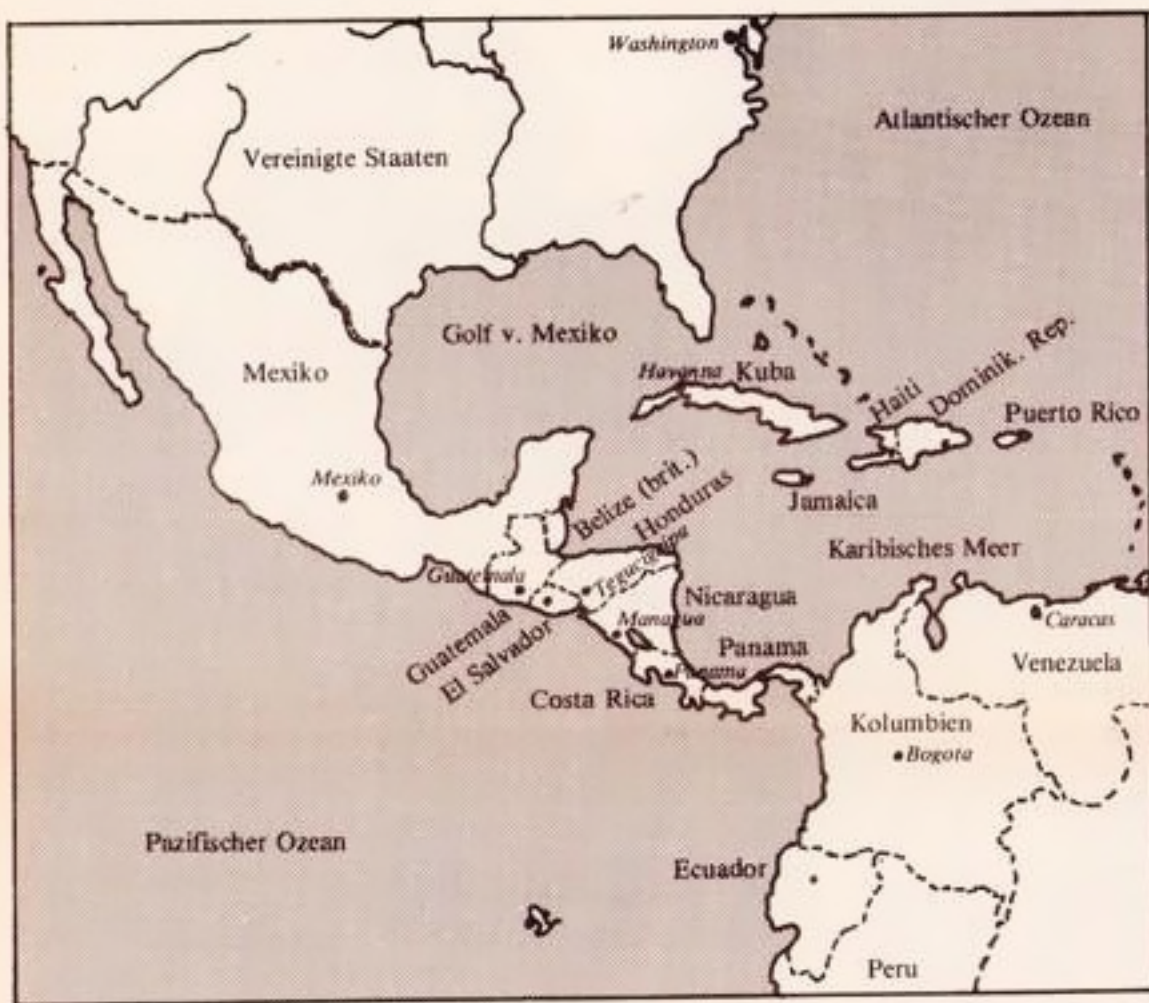 Washington
Atlantischer Ozean
Vereinigte Staaten
Golf v. Mexiko
Mexiko
Havanna
Kuba
Haiti
Dominik. Rep.
Puerto Rico
Mexiko
Jamaica
Belize (brit.)
Honduras
Karibisches Meer
Guatemala
Tegucigalpa
Nicaragua
Managua
Caracas
Guatemala
El Salvador
Panama
Panama
Venezuela
Costa Rica
Kolumbien
Bogota
Pazifischer Ozean
Ecuador
Peru